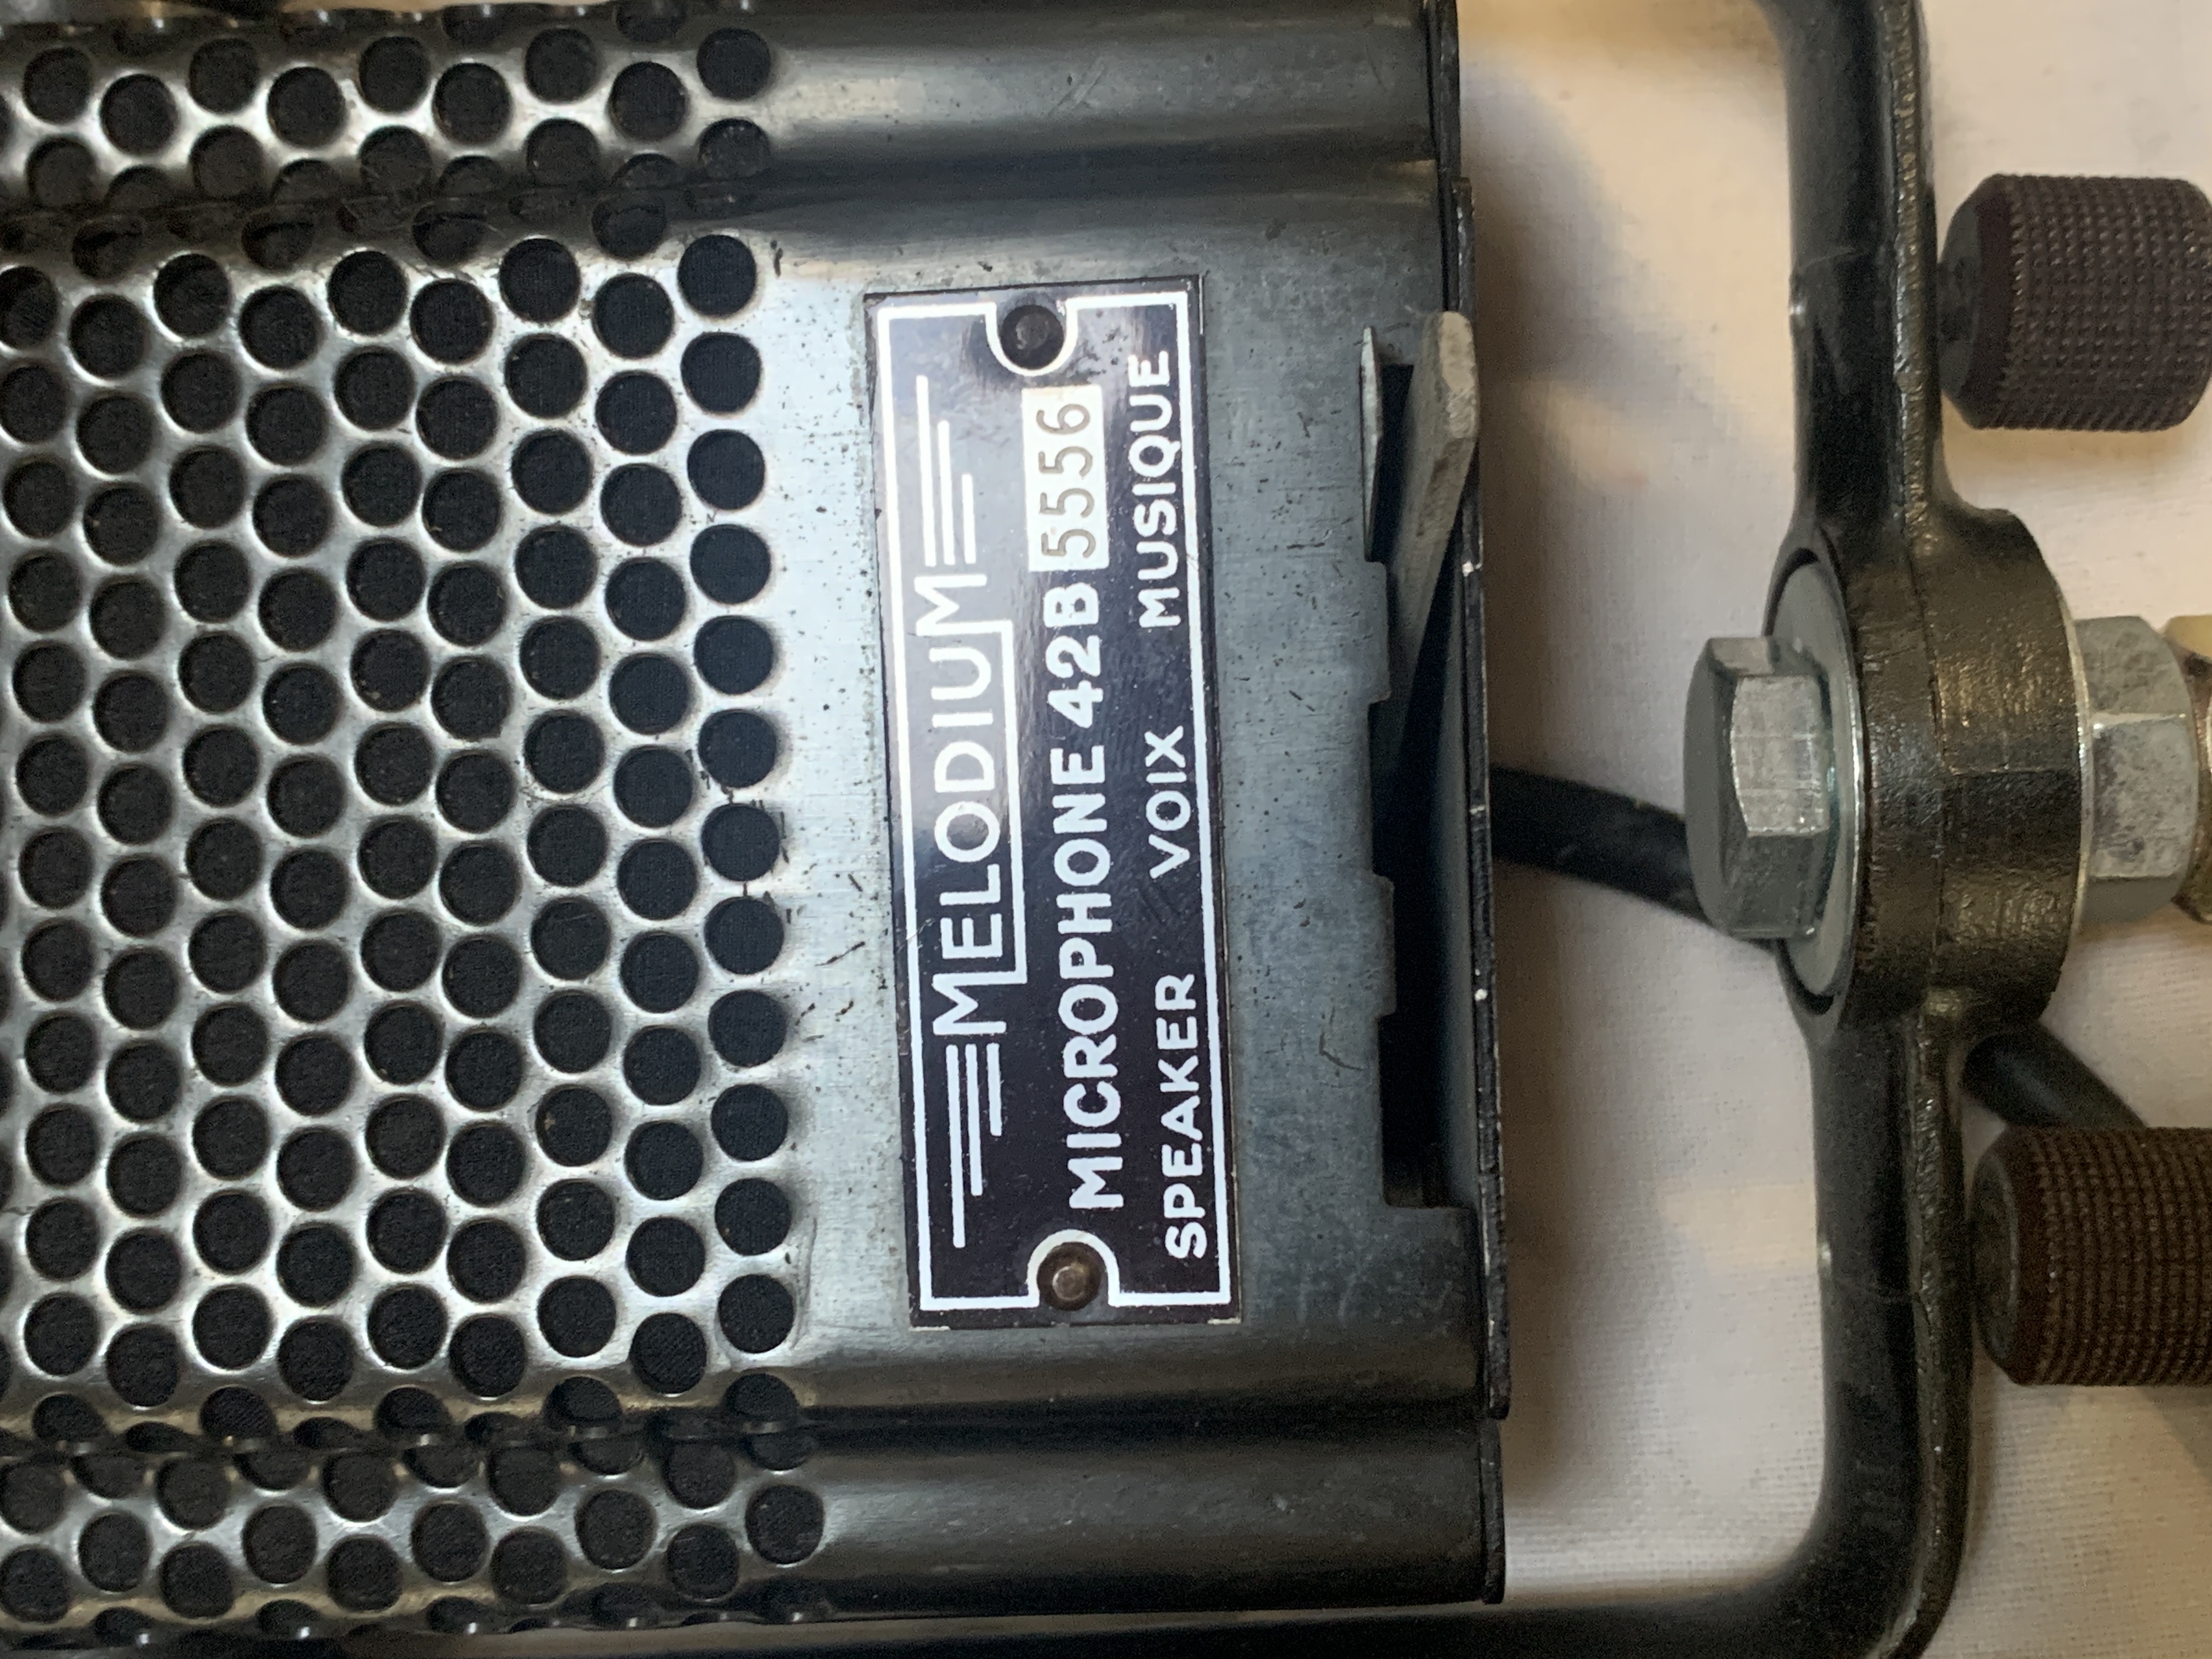 MELODIUM
MICROPHONE 42B 5556
SPEAKER VOIX MUSIQUE